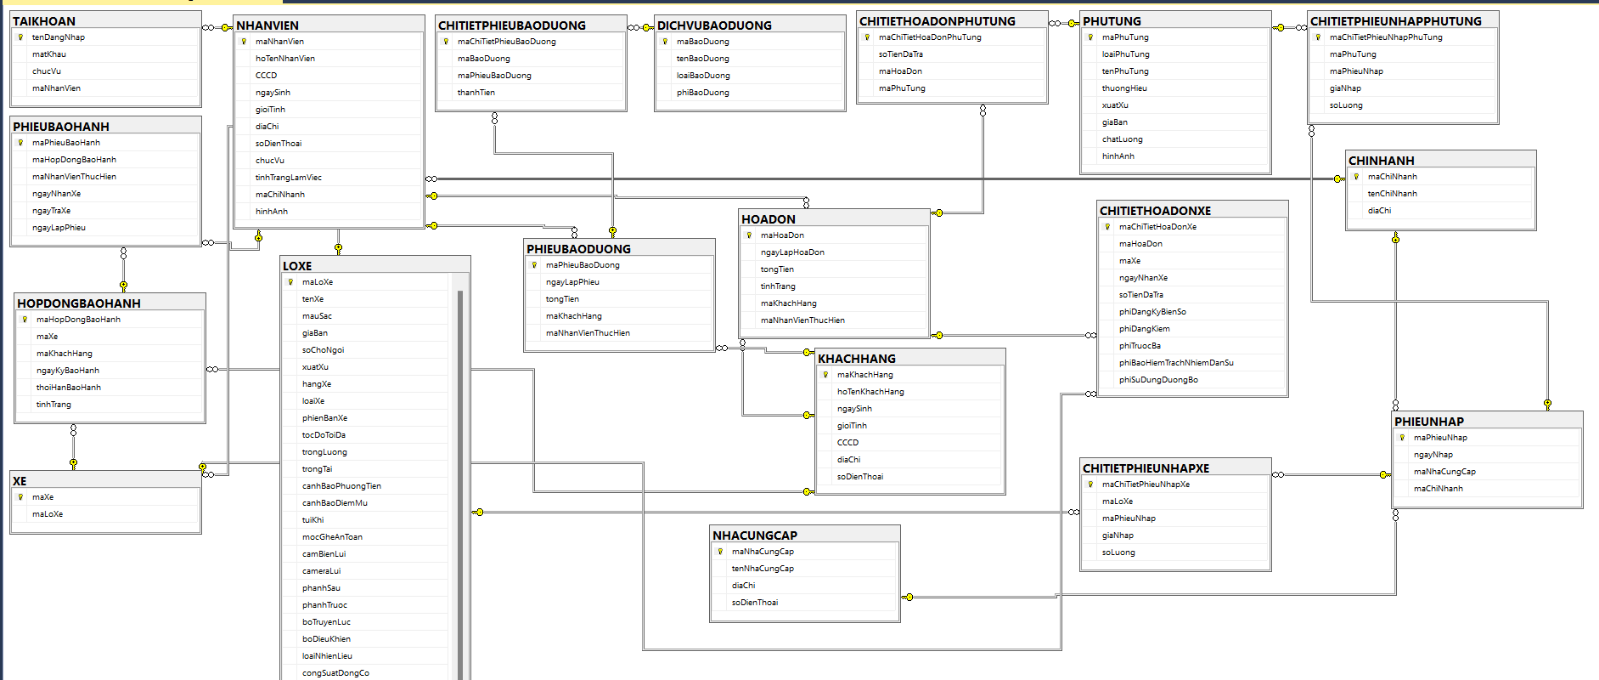 TAIKHOAN
tenDangNhap
matKhau
chucVu
maNhanVien
NHANVIEN
maNhanVien
hoTenNhanVien
CCCD
ngaySinh
gioiTinh
diaChi
soDienThoai
chucVu
tinhTrangLamViec
maChiNhanh
hinhAnh
CHITIETPHIEUBAODUONG
maChiTietPhieuBaoDuong
maBaoDuong
maPhieuBaoDuong
thanhTien
DICHVUBAODUONG
maBaoDuong
tenBaoDuong
loaiBaoDuong
phiBaoDuong
CHITIETHOADONPHUTUNG
maChiTietHoaDonPhuTung
soTienDaTra
maHoaDon
maPhuTung
PHUTUNG
maPhuTung
loaiPhuTung
tenPhuTung
thuongHieu
xuatXu
giaBan
chatLuong
hinhAnh
CHITIETPHIEUNHAPPHUTUNG
maChiTietPhieuNhapPhuTung
maPhuTung
maPhieuNhap
giaNhap
soLuong
PHIEUBAOHANH
maPhieuBaoHanh
maHopDongBaoHanh
maNhanVienThucHien
ngayNhanXe
ngayTraXe
ngayLapPhieu
CHINHANH
maChiNhanh
tenChiNhanh
diaChi
HOADON
maHoaDon
ngayLapHoaDon
tongTien
tinhTrang
maKhachHang
maNhanVienThucHien
CHITIETHOADONXE
maChiTietHoaDonXe
maHoaDon
maXe
ngayNhanXe
soTienDaTra
phiDangKyBienSo
phiDangKiem
phiTruocBa
phiBaoHiemTrachNhiemDanSu
phiSuDungDuongBo
PHIEUBAODUONG
maPhieuBaoDuong
ngayLapPhieu
tongTien
maKhachHang
maNhanVienThucHien
LOXE
maLoXe
tenXe
mauSac
giaBan
soChoNgoi
xuatXu
hangXe
loaiXe
phienBanXe
tocDoToiDa
trongLuong
trongTai
canhBaoPhuongTien
canhBaoDiemMu
tuiKhi
mocGheAnToan
camBienLui
cameraLui
phanhSau
phanhTruoc
boTruyenLuc
boDieuKhien
loaiNhienLieu
congSuatDongCo
HOPDONGBAOHANH
maHopDongBaoHanh
maXe
maKhachHang
ngayKyBaoHanh
thoiHanBaoHanh
tinhTrang
KHACHHANG
maKhachHang
hoTenKhachHang
ngaySinh
gioiTinh
CCCD
diaChi
soDienThoai
PHIEUNHAP
maPhieuNhap
ngayNhap
maNhaCungCap
maChiNhanh
CHITIETPHIEUNHAPXE
maChiTietPhieuNhapXe
maLoXe
maPhieuNhap
giaNhap
soLuong
XE
maXe
maLoXe
NHACUNGCAP
maNhaCungCap
tenNhaCungCap
diaChi
soDienThoai